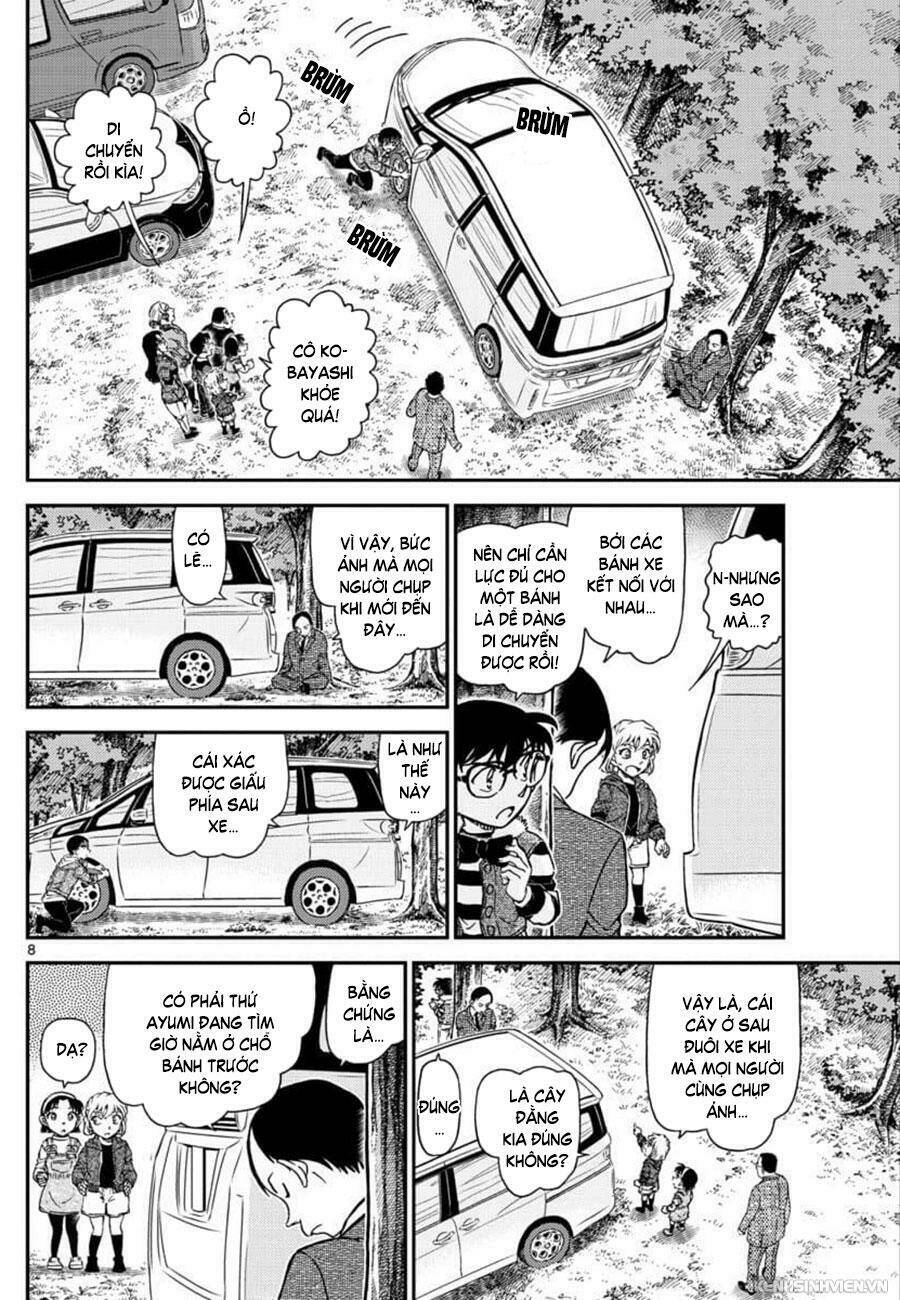 BRỪM
BRỪM
BRỪM
Ồ!
DI
CHUYỂN
RỒI KÌA!
CÔ KO-
BAYASHI
KHỎE
QUÁ!
N-NHƯNG
SAO
MÀ...?
BỞI CÁC
BÁNH XE
KẾT NỐI VỚI
NHAU...
NÊN CHỈ CẦN
LỰC ĐỦ CHO
MỘT BÁNH
LÀ DỄ DÀNG
DI CHUYỂN
ĐƯỢC RỒI!
VÌ VẬY, BỨC
ẢNH MÀ MỌI
NGƯỜI CHỤP
KHI MỚI ĐẾN
ĐÂY...
CÓ
LẼ...
LÀ NHƯ
THẾ
NÀY
...
CÁI XÁC
ĐƯỢC GIẤU
PHÍA SAU
XE...
8
VẬY LÀ, CÁI
CÂY Ở SAU
ĐUÔI XE KHI
MÀ MỌI NGƯỜI
CÙNG CHỤP
ẢNH...
LÀ CÂY
ĐẰNG
KIA ĐÚNG
KHÔNG?
ĐÚNG
...
BẰNG
CHỨNG
LÀ...
CÓ PHẢI THỨ
AYUMI ĐANG TÌM
GIỜ NẰM Ở CHỖ
BÁNH TRƯỚC
KHÔNG?
DẠ?
KENHSINHVIEN.VN